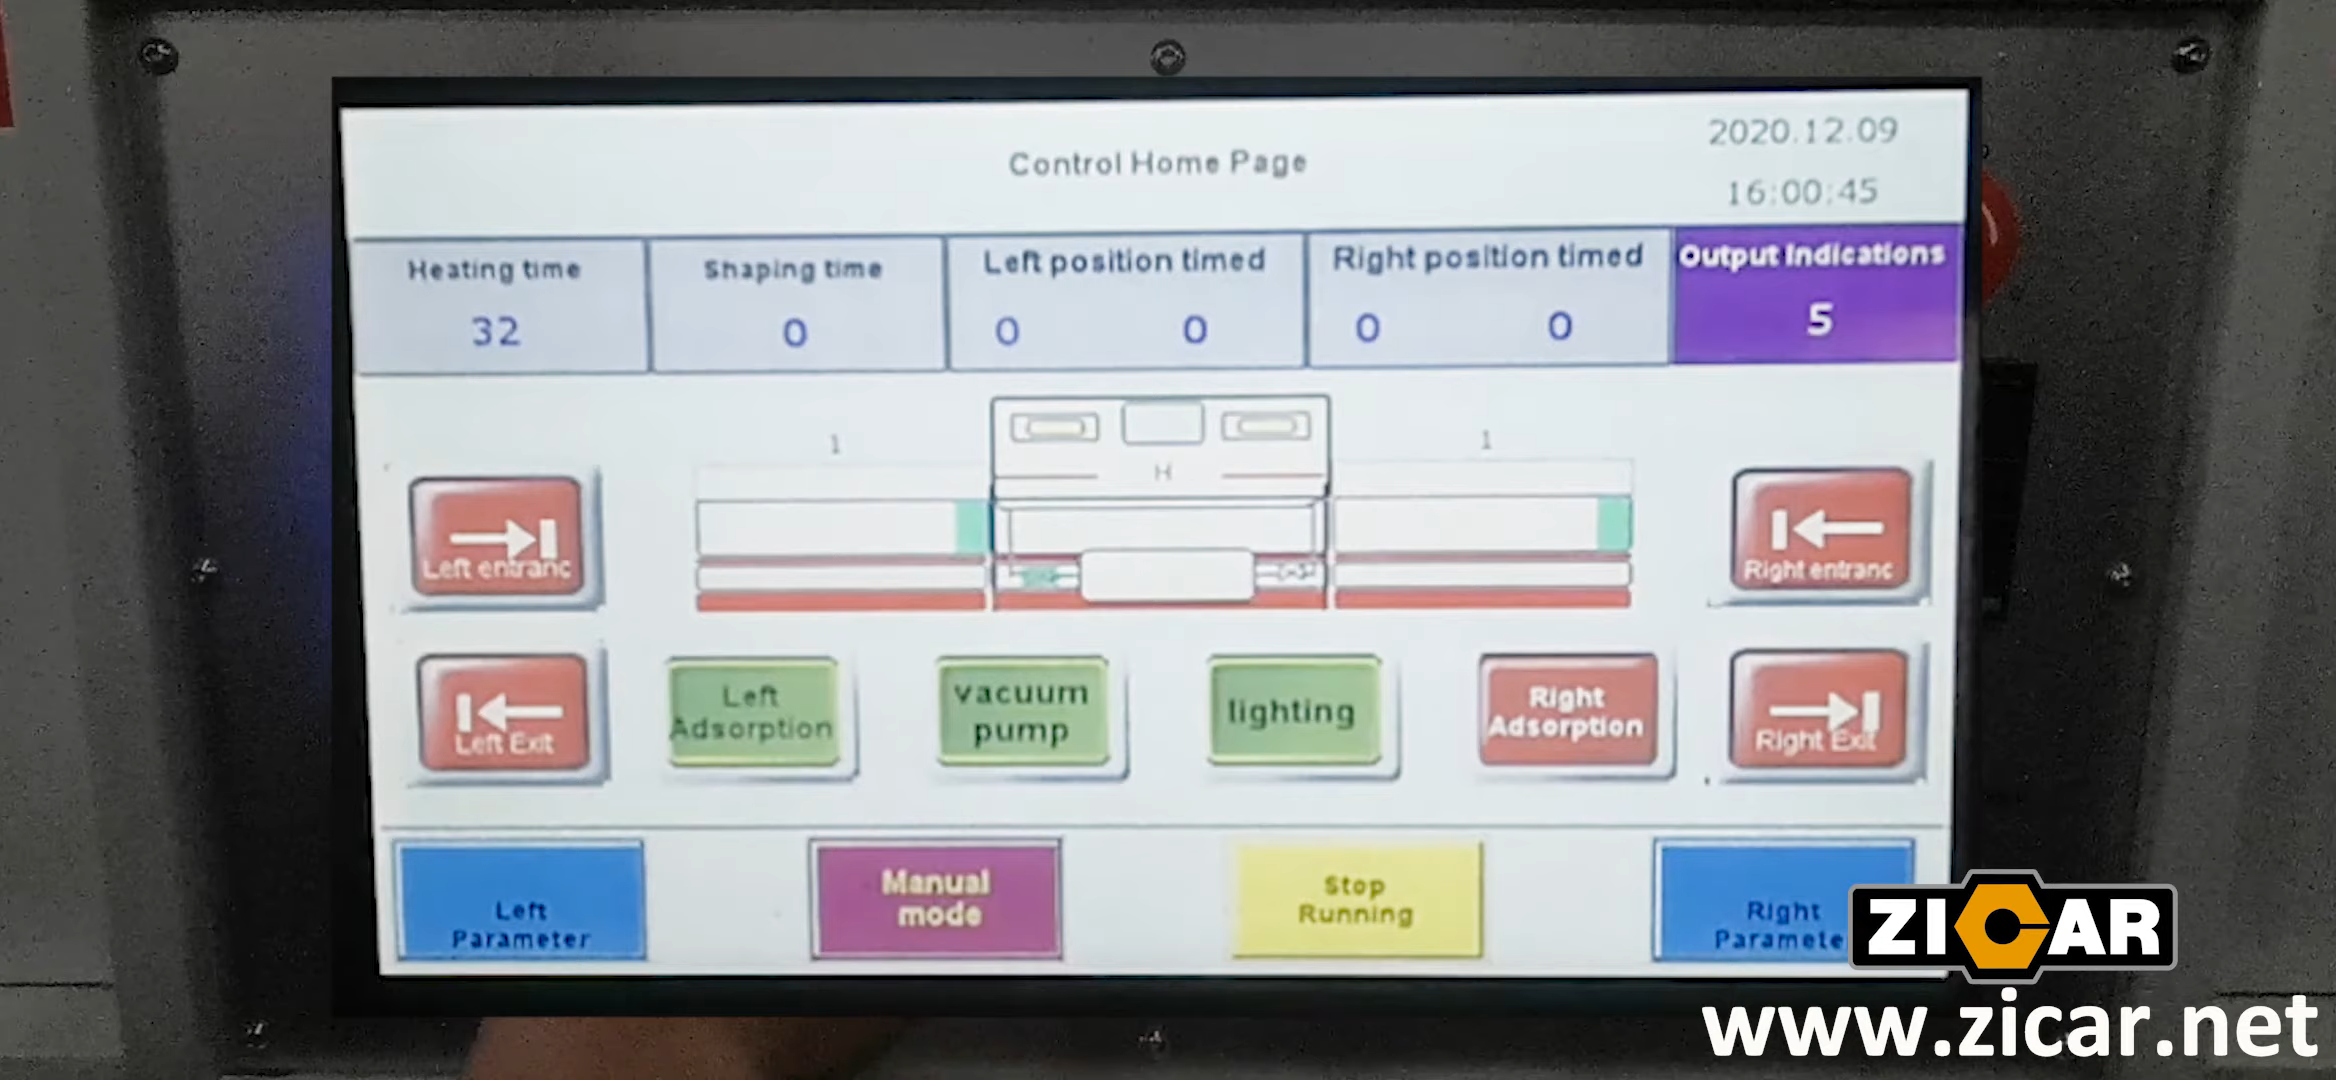 Control Home Page
2020.12.09
16:00:45
Heating time
Shaping time
Left position timed
Right position timed
Output Indications
32
0
0 0
0 0
5
1
1
H
Left entranc
Right entranc
Left Exit
Left
Adsorption
vacuum
pump
lighting
Right
Adsorption
Right Exit
Left
Parameter
Manual
mode
Stop
Running
Right
Paramete
ZICAR
www.zicar.net